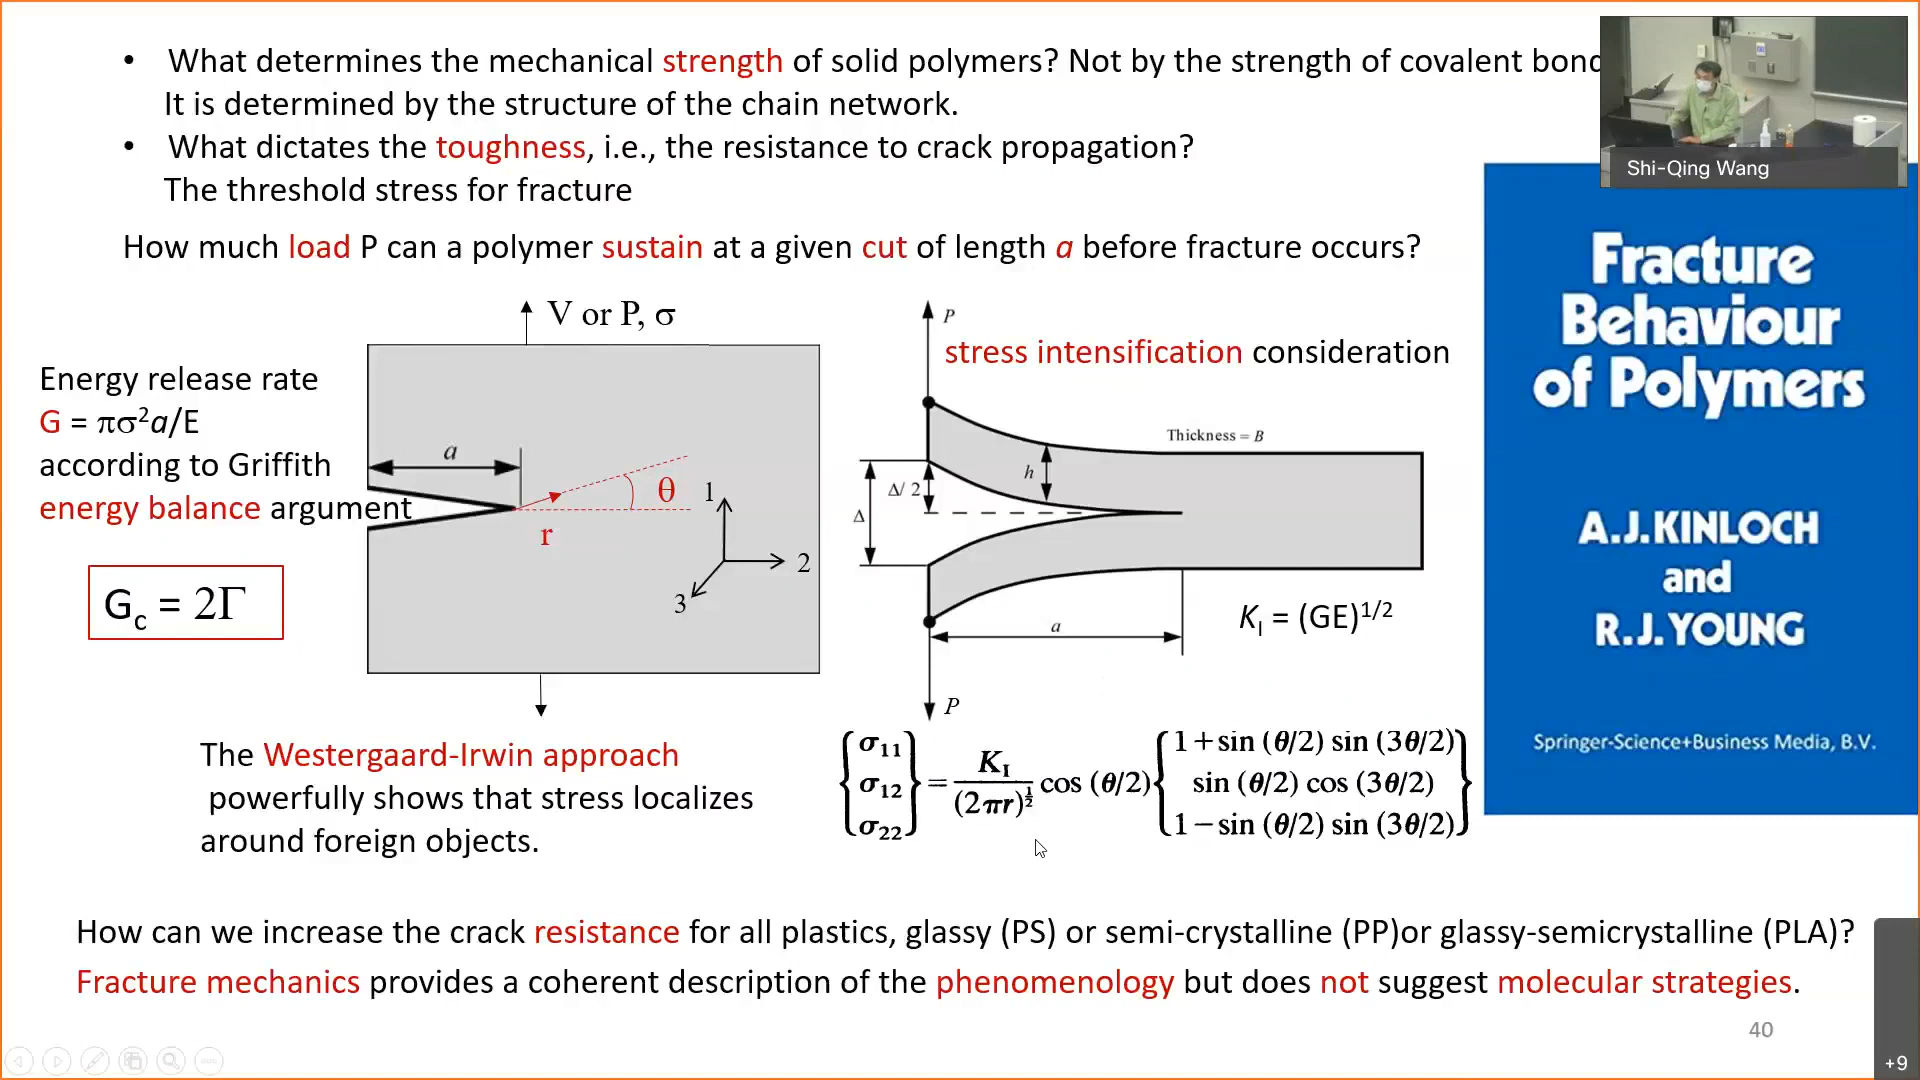 • What determines the mechanical strength of solid polymers? Not by the strength of covalent bond
It is determined by the structure of the chain network.
• What dictates the toughness, i.e., the resistance to crack propagation?
The threshold stress for fracture
How much load P can a polymer sustain at a given cut of length a before fracture occurs?
Shi-Qing Wang
V or P, σ
Energy release rate
G = πσ²a/E
according to Griffith
energy balance argument
G_c = 2Γ
a
θ
r
1
2
3
P
stress intensification consideration
Thickness = B
h
Δ/2
Δ
a
P
K_I = (GE)^1/2
Fracture
Behaviour
of Polymers
A.J.KINLOCH
and
R.J.YOUNG
Springer-Science+Business Media, B.V.
The Westergaard-Irwin approach
powerfully shows that stress localizes
around foreign objects.
{σ11 σ12 σ22} = K_I/(2πr)^½ cos (θ/2) {1+sin (θ/2) sin (3θ/2)
sin (θ/2) cos (3θ/2)
1−sin (θ/2) sin (3θ/2)}
How can we increase the crack resistance for all plastics, glassy (PS) or semi-crystalline (PP)or glassy-semicrystalline (PLA)?
Fracture mechanics provides a coherent description of the phenomenology but does not suggest molecular strategies.
40
+9